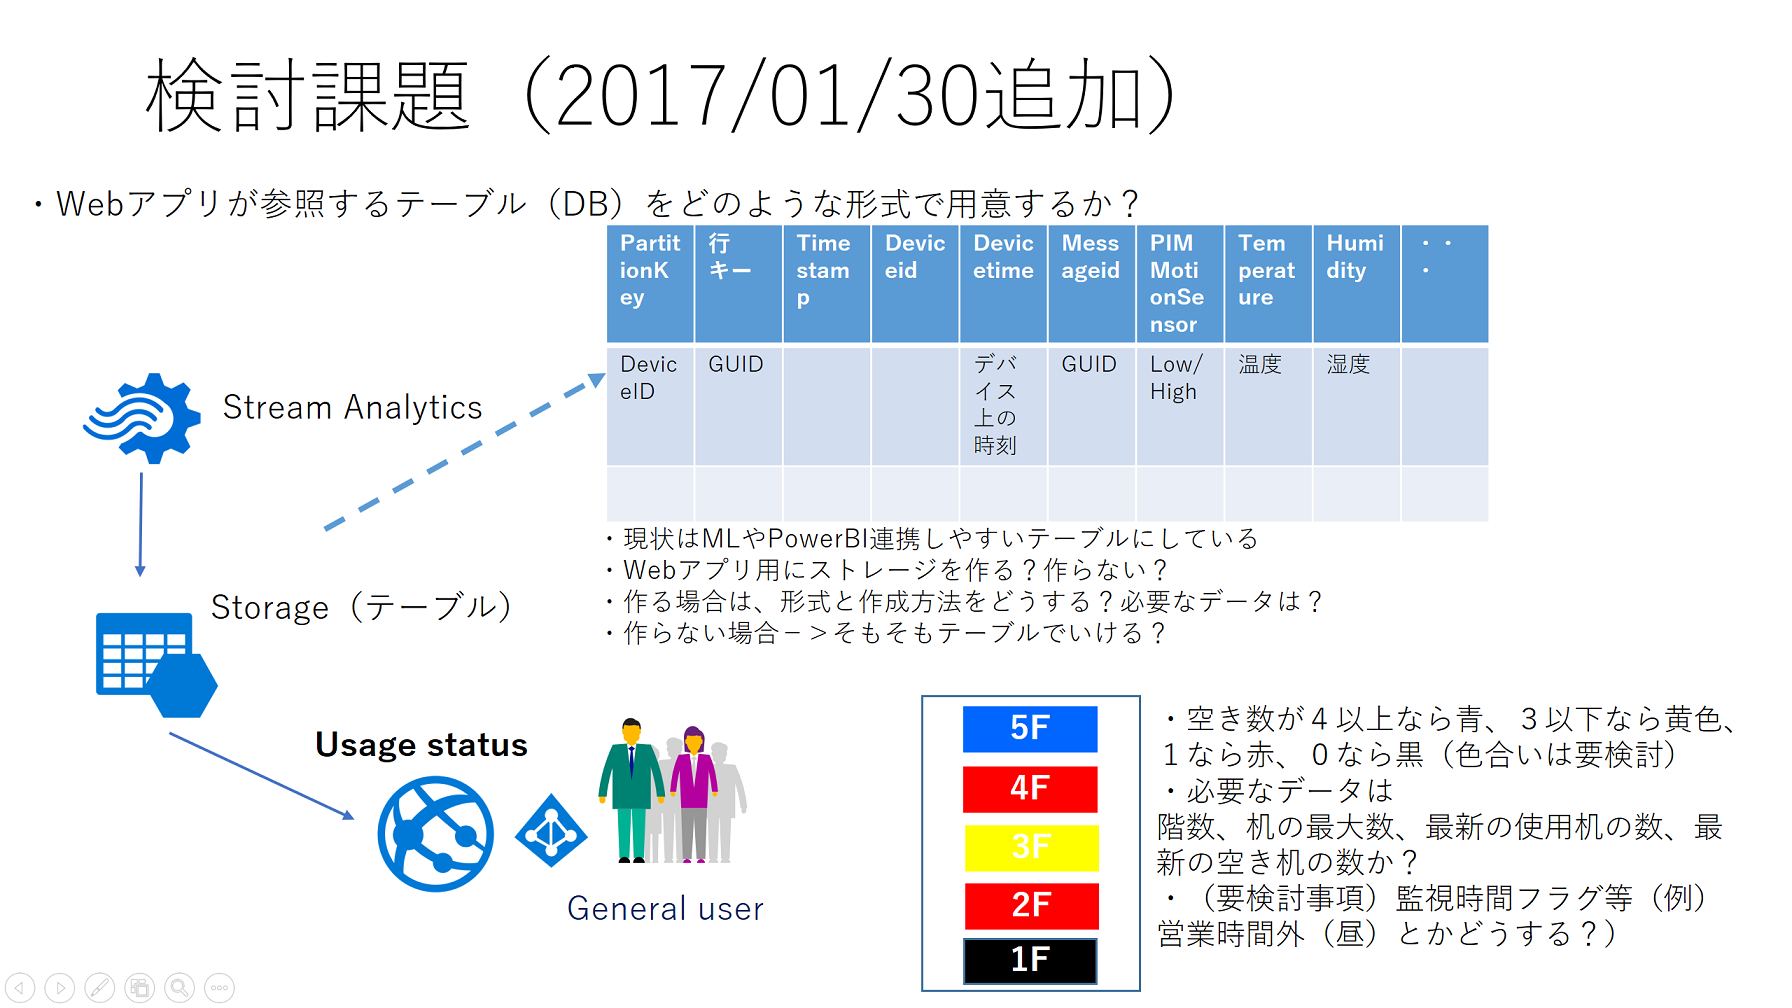 検討課題（2017/01/30追加）
・Webアプリが参照するテーブル（DB）をどのような形式で用意するか？
PartitionKey 行キー Timestamp Deviceid Devicetime Messageid PIMMotionSensor Temperature Humidity ・・・
DeviceID GUID デバイス上の時刻 GUID Low/High 温度 湿度
Stream Analytics
・現状はMLやPowerBI連携しやすいテーブルにしている
・Webアプリ用にストレージを作る？作らない？
・作る場合は、形式と作成方法をどうする？必要なデータは？
・作らない場合－＞そもそもテーブルでいける？
Storage（テーブル）
Usage status
General user
5F
4F
3F
2F
1F
・空き数が４以上なら青、３以下なら黄色、
１なら赤、０なら黒（色合いは要検討）
・必要なデータは
階数、机の最大数、最新の使用机の数、最
新の空き机の数か？
・（要検討事項）監視時間フラグ等（例）
営業時間外（昼）とかどうする？）